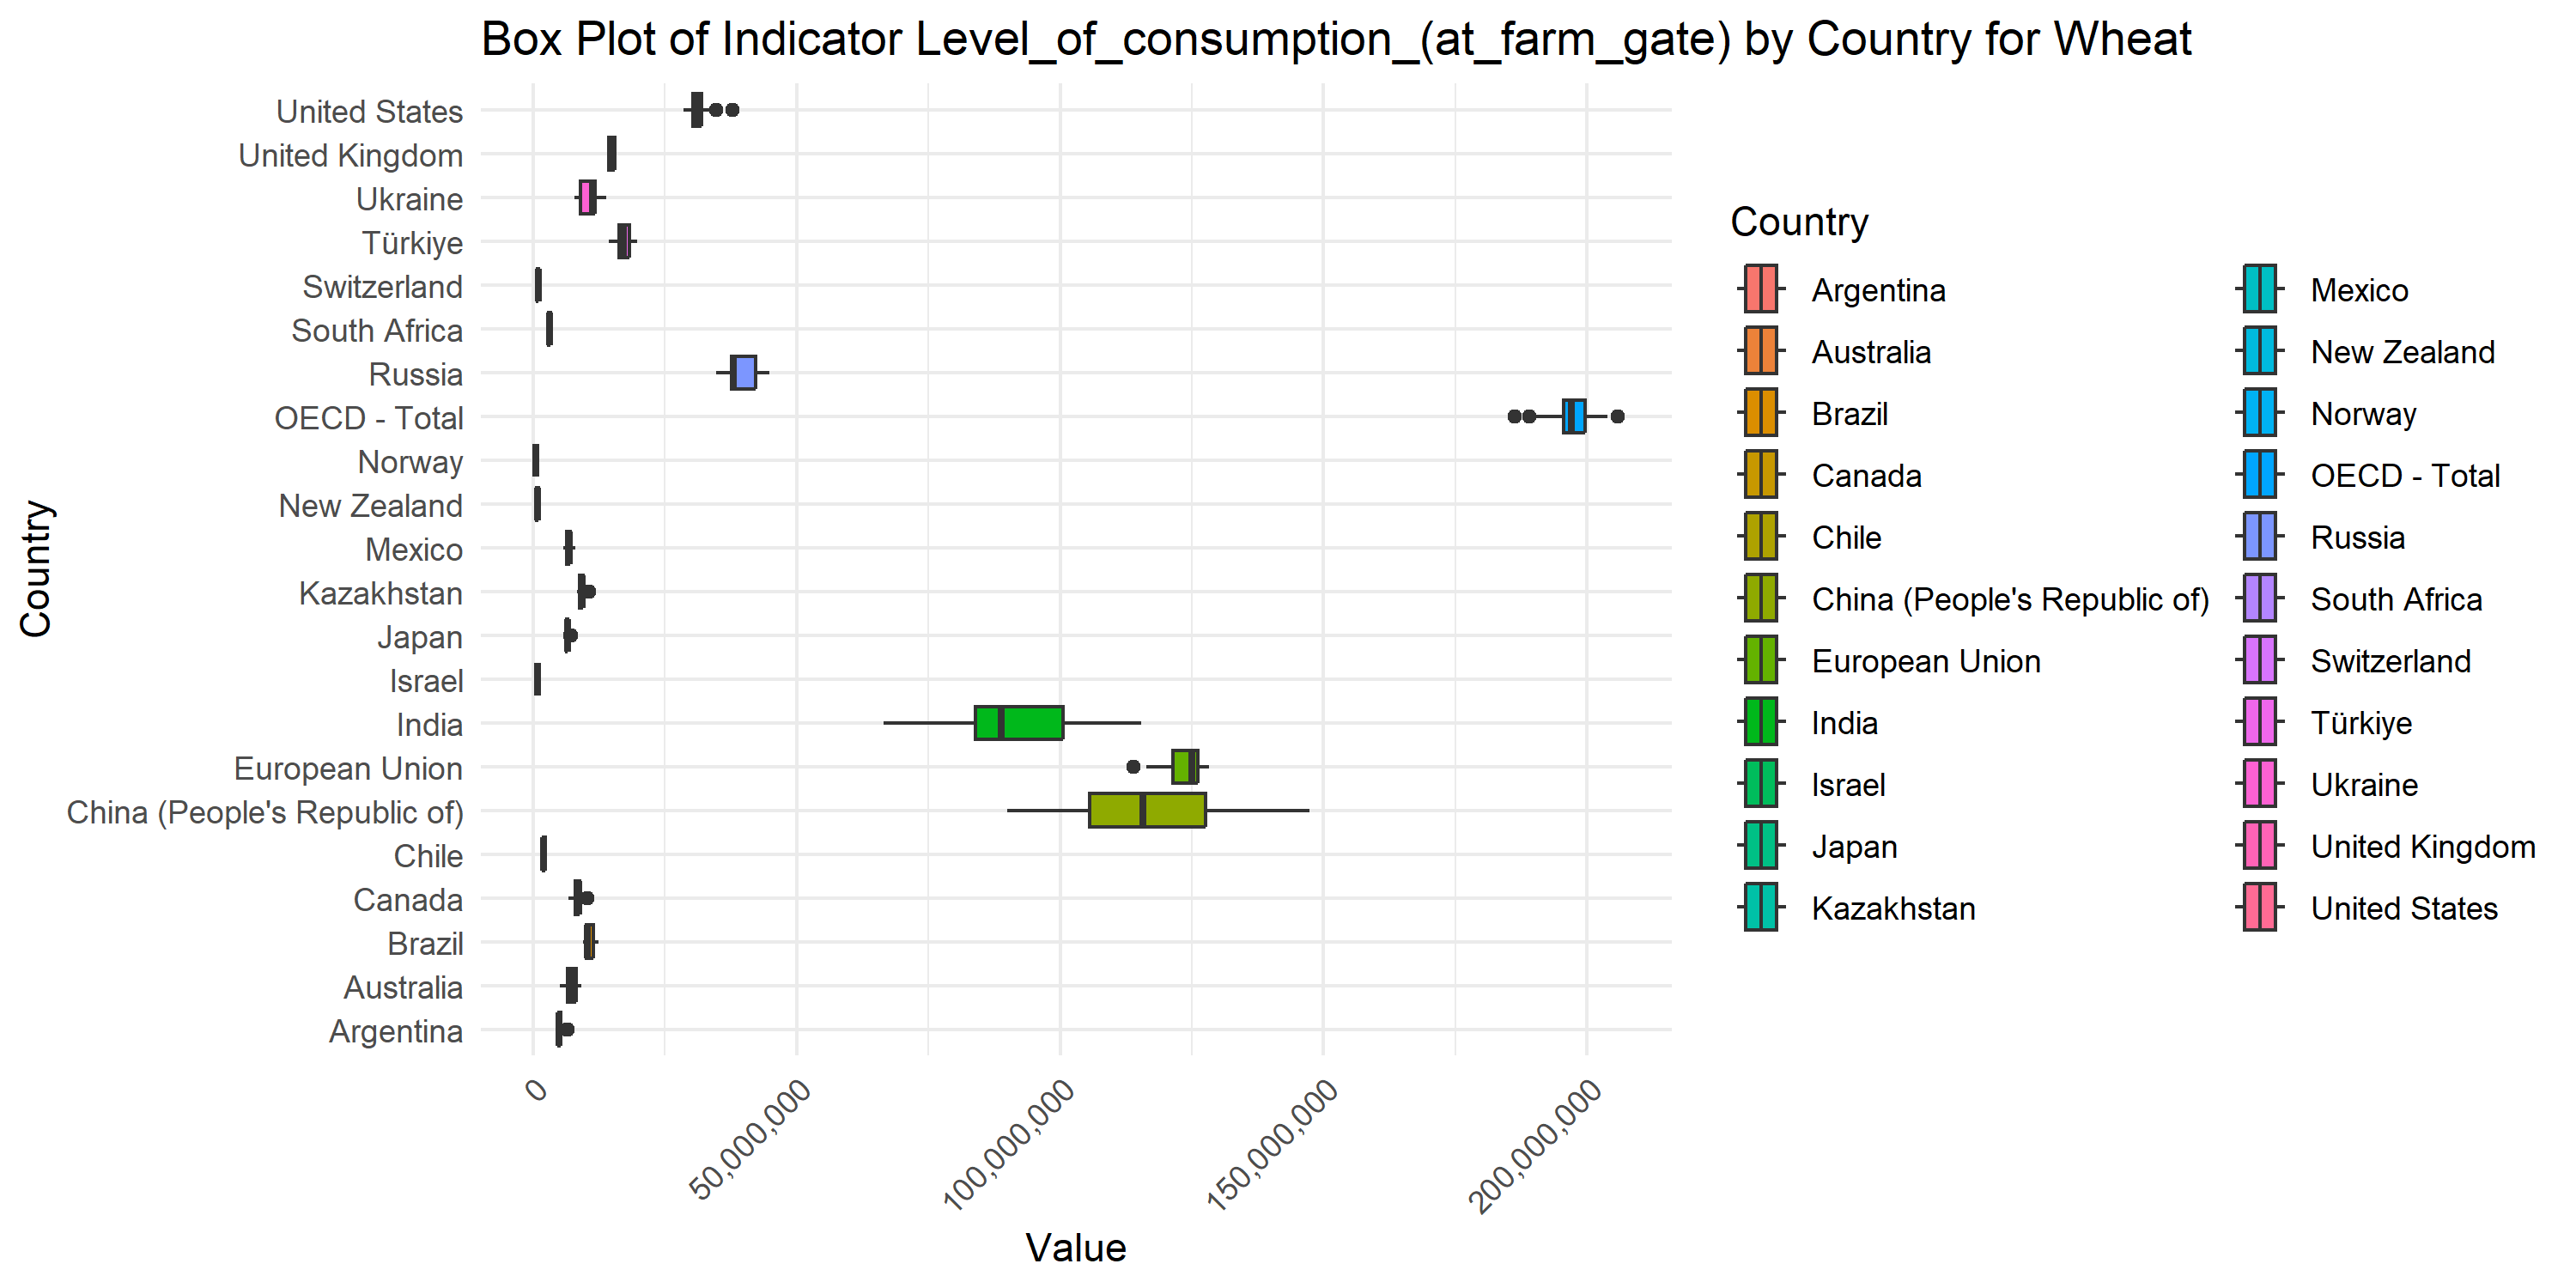 Box Plot of Indicator Level_of_consumption_(at_farm_gate) by Country for Wheat
Country
United States
United Kingdom
Ukraine
Türkiye
Switzerland
South Africa
Russia
OECD - Total
Norway
New Zealand
Mexico
Kazakhstan
Japan
Israel
India
European Union
China (People's Republic of)
Chile
Canada
Brazil
Australia
Argentina
0
50,000,000
100,000,000
150,000,000
200,000,000
Value
Country
Argentina
Australia
Brazil
Canada
Chile
China (People's Republic of)
European Union
India
Israel
Japan
Kazakhstan
Mexico
New Zealand
Norway
OECD - Total
Russia
South Africa
Switzerland
Türkiye
Ukraine
United Kingdom
United States